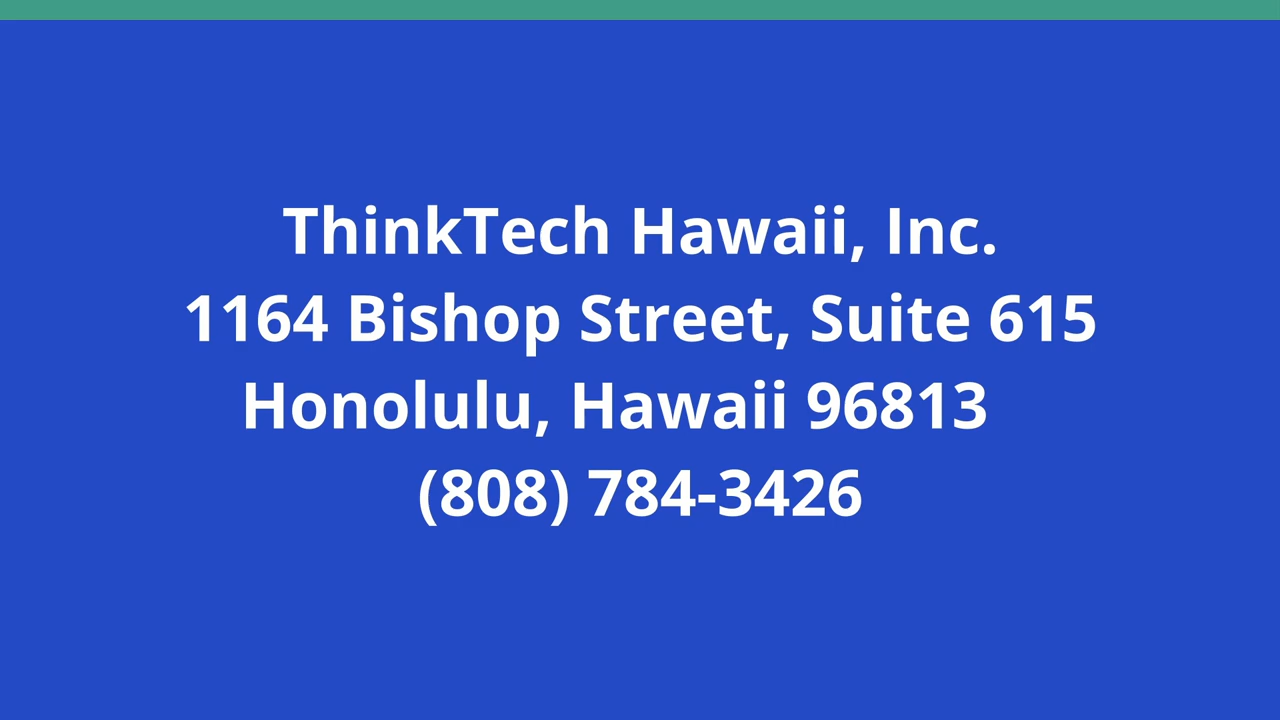 ThinkTech Hawaii, Inc.
1164 Bishop Street, Suite 615
Honolulu, Hawaii 96813
(808) 784-3426